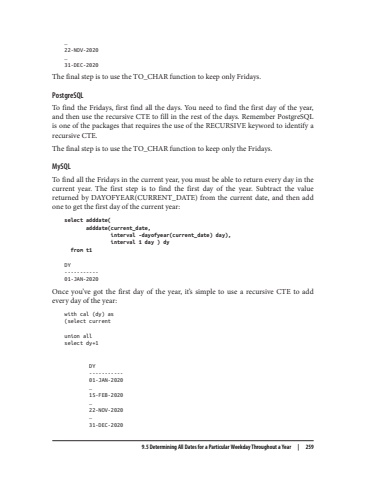 …
22-NOV-2020
…
31-DEC-2020
The final step is to use the TO_CHAR function to keep only Fridays.
PostgreSQL
To find the Fridays, first find all the days. You need to find the first day of the year,
and then use the recursive CTE to fill in the rest of the days. Remember PostgreSQL
is one of the packages that requires the use of the RECURSIVE keyword to identify a
recursive CTE.
The final step is to use the TO_CHAR function to keep only the Fridays.
MySQL
To find all the Fridays in the current year, you must be able to return every day in the
current year. The first step is to find the first day of the year. Subtract the value
returned by DAYOFYEAR(CURRENT_DATE) from the current date, and then add
one to get the first day of the current year:
select adddate(
adddate(current_date,
interval -dayofyear(current_date) day),
interval 1 day ) dy
from t1
DY
-----------
01-JAN-2020
Once you've got the first day of the year, it's simple to use a recursive CTE to add
every day of the year:
with cal (dy) as
(select current
union all
select dy+1
DY
-----------
01-JAN-2020
…
15-FEB-2020
…
22-NOV-2020
…
31-DEC-2020
9.5 Determining All Dates for a Particular Weekday Throughout a Year | 259